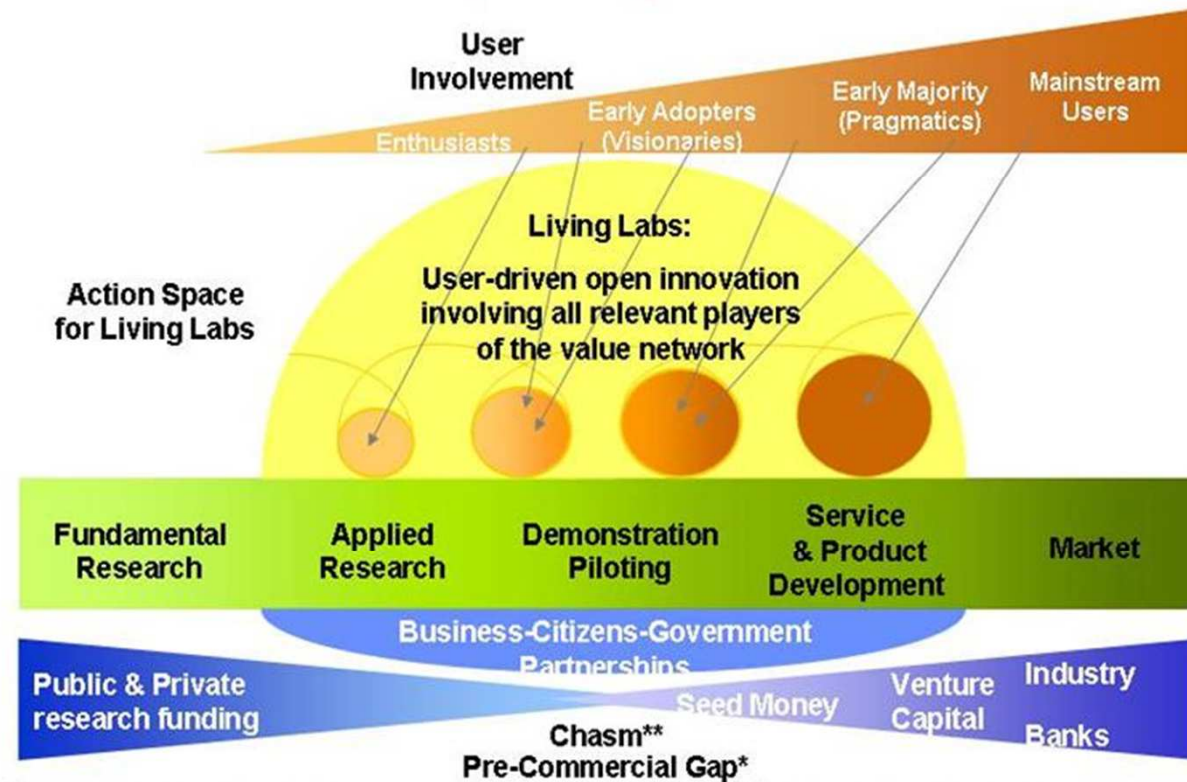 User
Involvement
Enthusiasts
Early Adopters
(Visionaries)
Early Majority
(Pragmatics)
Mainstream
Users
Living Labs:
User-driven open innovation
involving all relevant players
of the value network
Action Space
for Living Labs
Fundamental
Research
Applied
Research
Demonstration
Piloting
Service
& Product
Development
Market
Business-Citizens-Government
Partnerships
Public & Private
research funding
Seed Money
Venture
Capital
Industry
Banks
Chasm**
Pre-Commercial Gap*